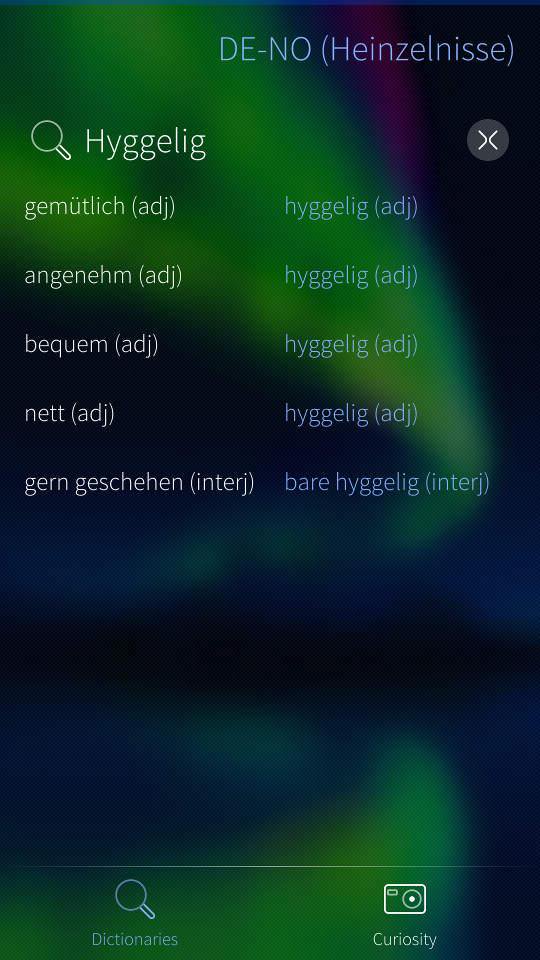 DE-NO (Heinzelnisse)
Hyggelig
gemütlich (adj) hyggelig (adj)
angenehm (adj) hyggelig (adj)
bequem (adj) hyggelig (adj)
nett (adj) hyggelig (adj)
gern geschehen (interj) bare hyggelig (interj)
Dictionaries Curiosity